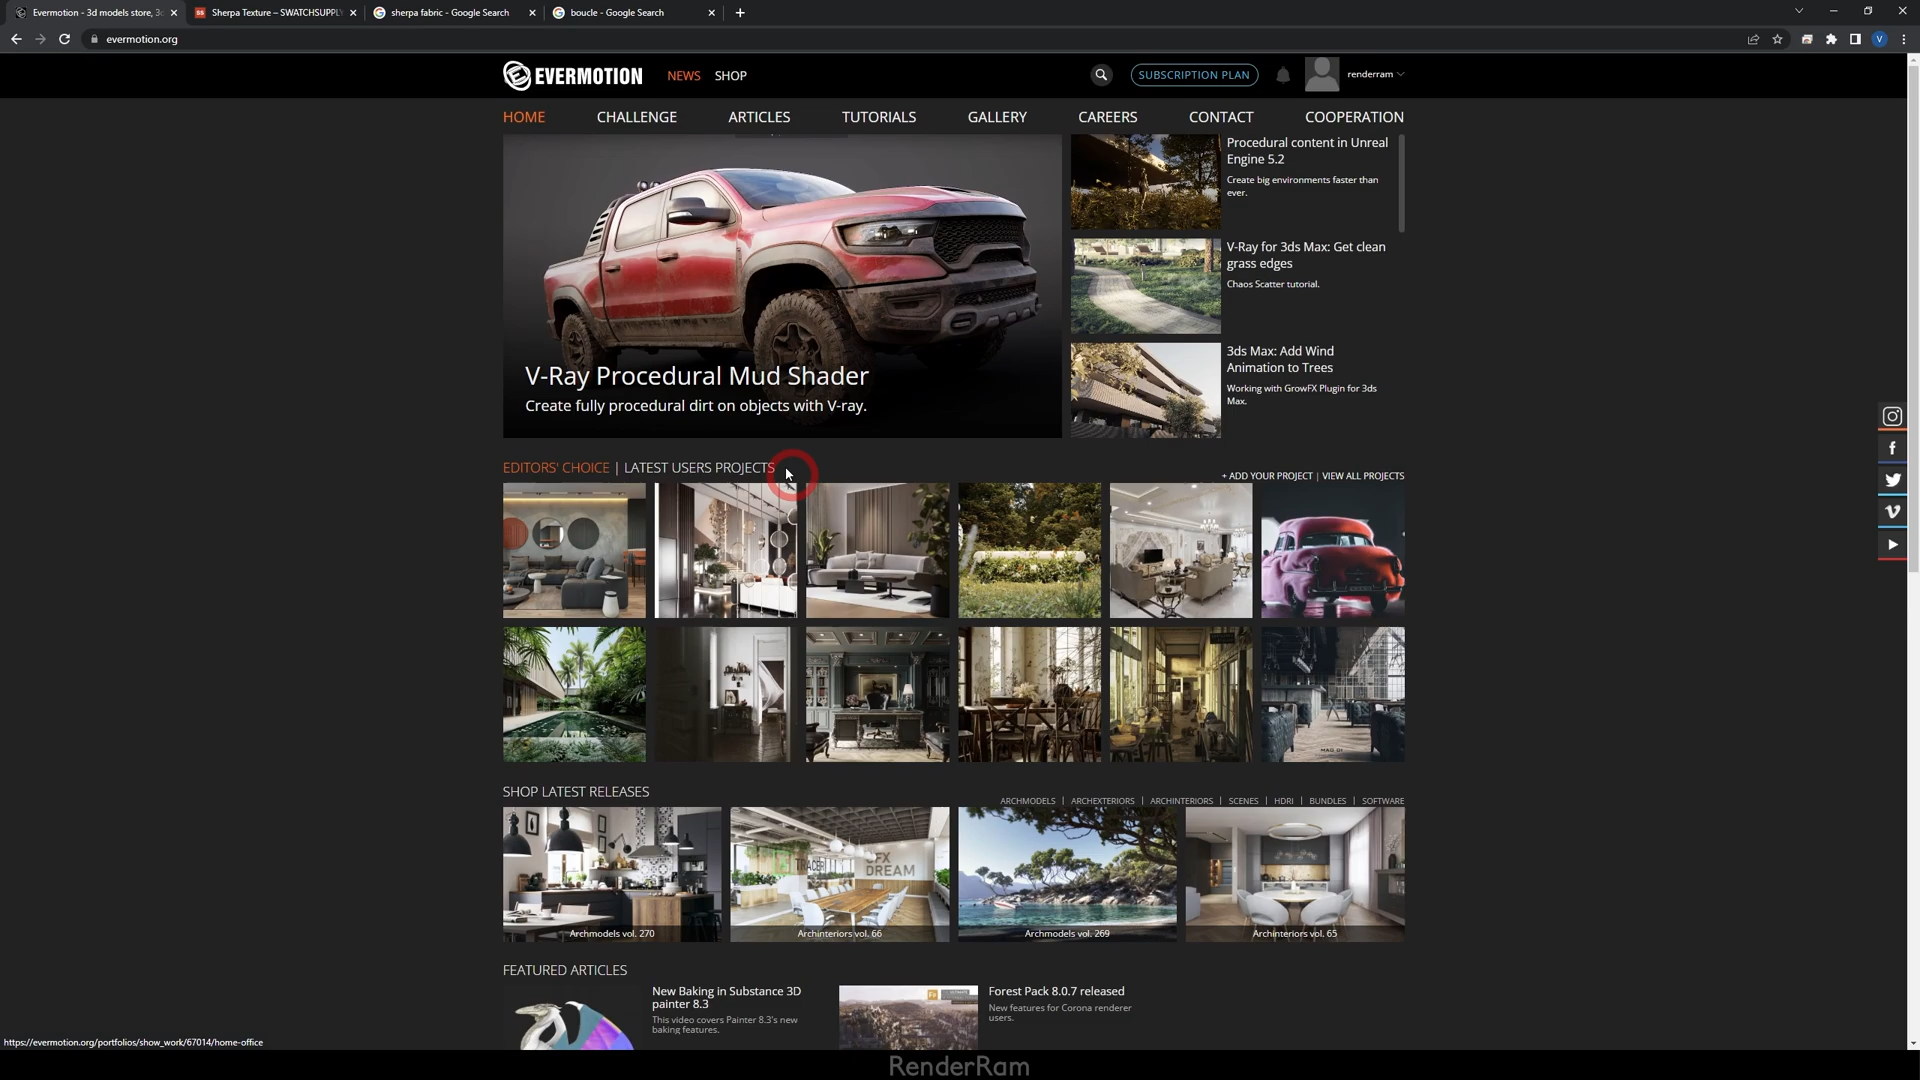 Evermotion - 3d models store, 3
Sherpa Texture – SWATCHSUPPLY
sherpa fabric - Google Search
boucle - Google Search
evermotion.org
V
EVERMOTION
NEWS
SHOP
SUBSCRIPTION PLAN
renderram
HOME
CHALLENGE
ARTICLES
TUTORIALS
GALLERY
CAREERS
CONTACT
COOPERATION
V-Ray Procedural Mud Shader
Create fully procedural dirt on objects with V-ray.
Procedural content in Unreal
Engine 5.2
Create big environments faster than
ever.
V-Ray for 3ds Max: Get clean
grass edges
Chaos Scatter tutorial.
3ds Max: Add Wind
Animation to Trees
Working with GrowFX Plugin for 3ds
Max.
EDITORS' CHOICE | LATEST USERS PROJECTS
+ ADD YOUR PROJECT | VIEW ALL PROJECTS
SHOP LATEST RELEASES
ARCHMODELS | ARCHEXTERIORS | ARCHINTERIORS | SCENES | HDRI | BUNDLES | SOFTWARE
Archmodels vol. 270
Archinteriors vol. 66
Archmodels vol. 269
Archinteriors vol. 65
FEATURED ARTICLES
New Baking in Substance 3D
painter 8.3
This video covers Painter 8.3's new
baking features.
Forest Pack 8.0.7 released
New features for Corona renderer
users.
https://evermotion.org/portfolios/show_work/67014/home-office
RenderRam